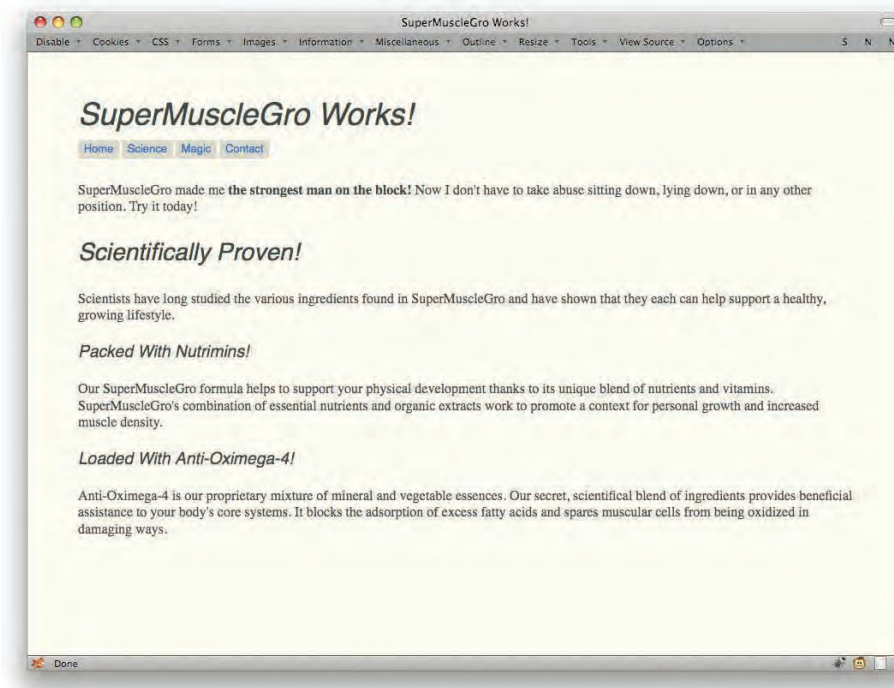 SuperMuscleGro Works!
Disable Cookies CSS Forms Images Information Miscellaneous Outline Resize Tools View Source Options S N N
SuperMuscleGro Works!
Home Science Magic Contact
SuperMuscleGro made me the strongest man on the block! Now I don't have to take abuse sitting down, lying down, or in any other
position. Try it today!
Scientifically Proven!
Scientists have long studied the various ingredients found in SuperMuscleGro and have shown that they each can help support a healthy,
growing lifestyle.
Packed With Nutrimins!
Our SuperMuscleGro formula helps to support your physical development thanks to its unique blend of nutrients and vitamins.
SuperMuscleGro's combination of essential nutrients and organic extracts work to promote a context for personal growth and increased
muscle density.
Loaded With Anti-Oximega-4!
Anti-Oximega-4 is our proprietary mixture of mineral and vegetable essences. Our secret, scientifical blend of ingredients provides beneficial
assistance to your body's core systems. It blocks the adsorption of excess fatty acids and spares muscular cells from being oxidized in
damaging ways.
Done